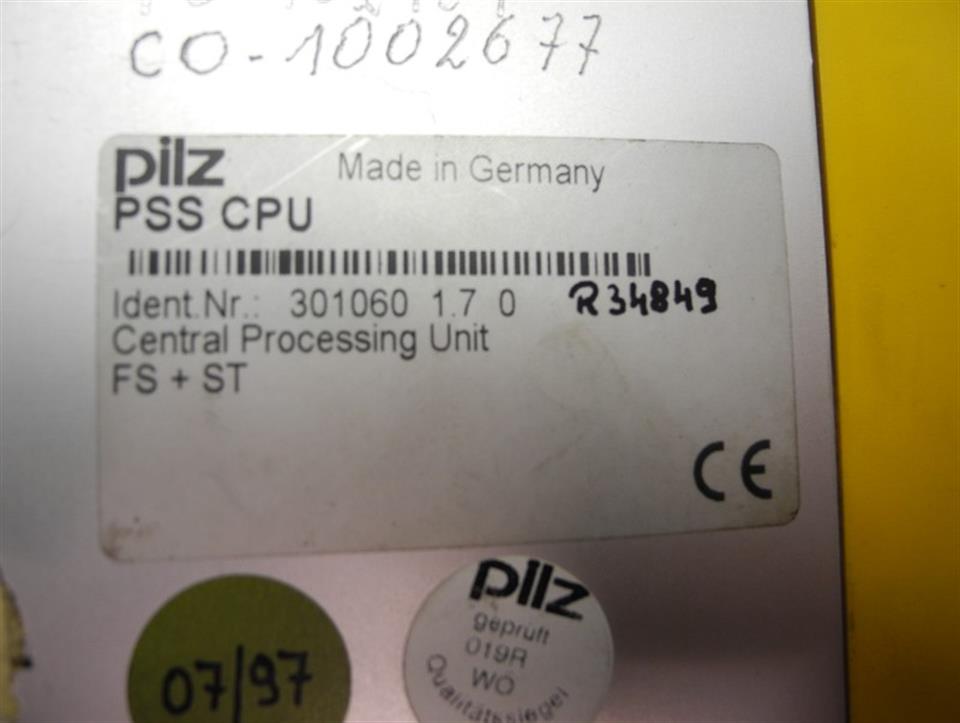 CO-1002677
pilz Made in Germany
PSS CPU
Ident.Nr.: 301060 1.7 0 R34849
Central Processing Unit
FS + ST
CE
07/97
pilz
geprüft
019R
WO
Qualitätssiegel